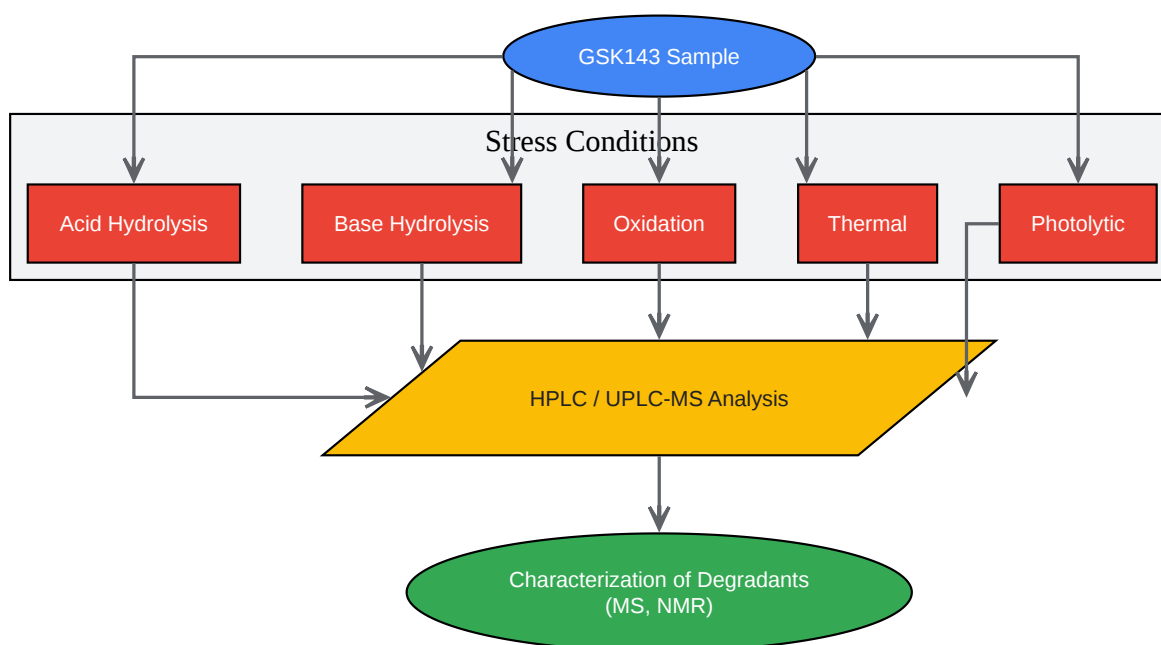 GSK143 Sample
Stress Conditions
Acid Hydrolysis
Base Hydrolysis
Oxidation
Thermal
Photolytic
HPLC / UPLC-MS Analysis
Characterization of Degradants
(MS, NMR)